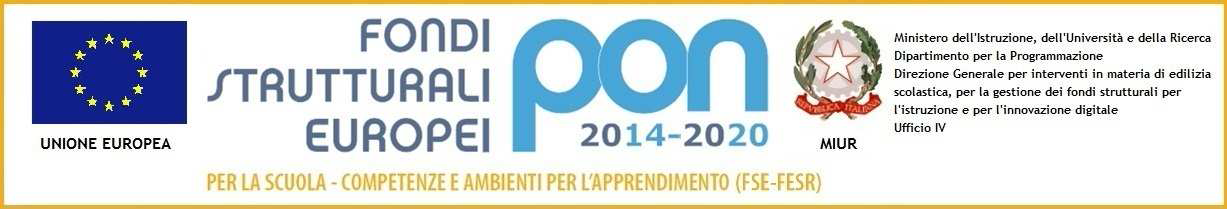 UNIONE EUROPEA
FONDI
STRUTTURALI
EUROPEI
pon
2014-2020
REPVBBLICA ITALIANA
MIUR
Ministero dell'Istruzione, dell'Università e della Ricerca
Dipartimento per la Programmazione
Direzione Generale per interventi in materia di edilizia
scolastica, per la gestione dei fondi strutturali per
l'istruzione e per l'innovazione digitale
Ufficio IV
PER LA SCUOLA - COMPETENZE E AMBIENTI PER L'APPRENDIMENTO (FSE-FESR)